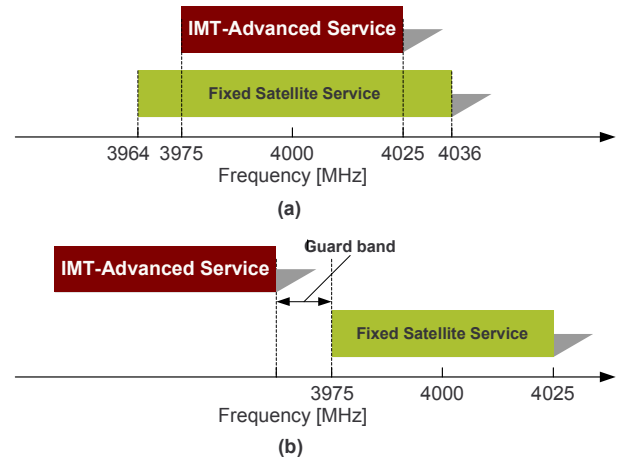 IMT-Advanced Service
Fixed Satellite Service
3964 3975 4000 4025 4036
Frequency [MHz]
(a)
Guard band
IMT-Advanced Service
Fixed Satellite Service
3975 4000 4025
Frequency [MHz]
(b)